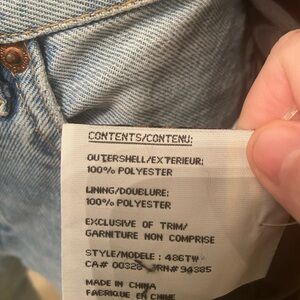 CONTENTS/CONTENU:
OUTERSHELL/EXTERIEUR:
100% POLYESTER
LINING/DOUBLURE:
100% POLYESTER
EXCLUSIVE OF TRIM/
GARNITURE NON COMPRISE
STYLE/MODELE : 486TW
CA# 00328 RN# 94385
MADE IN CHINA
FABRIQUE EN CHINE